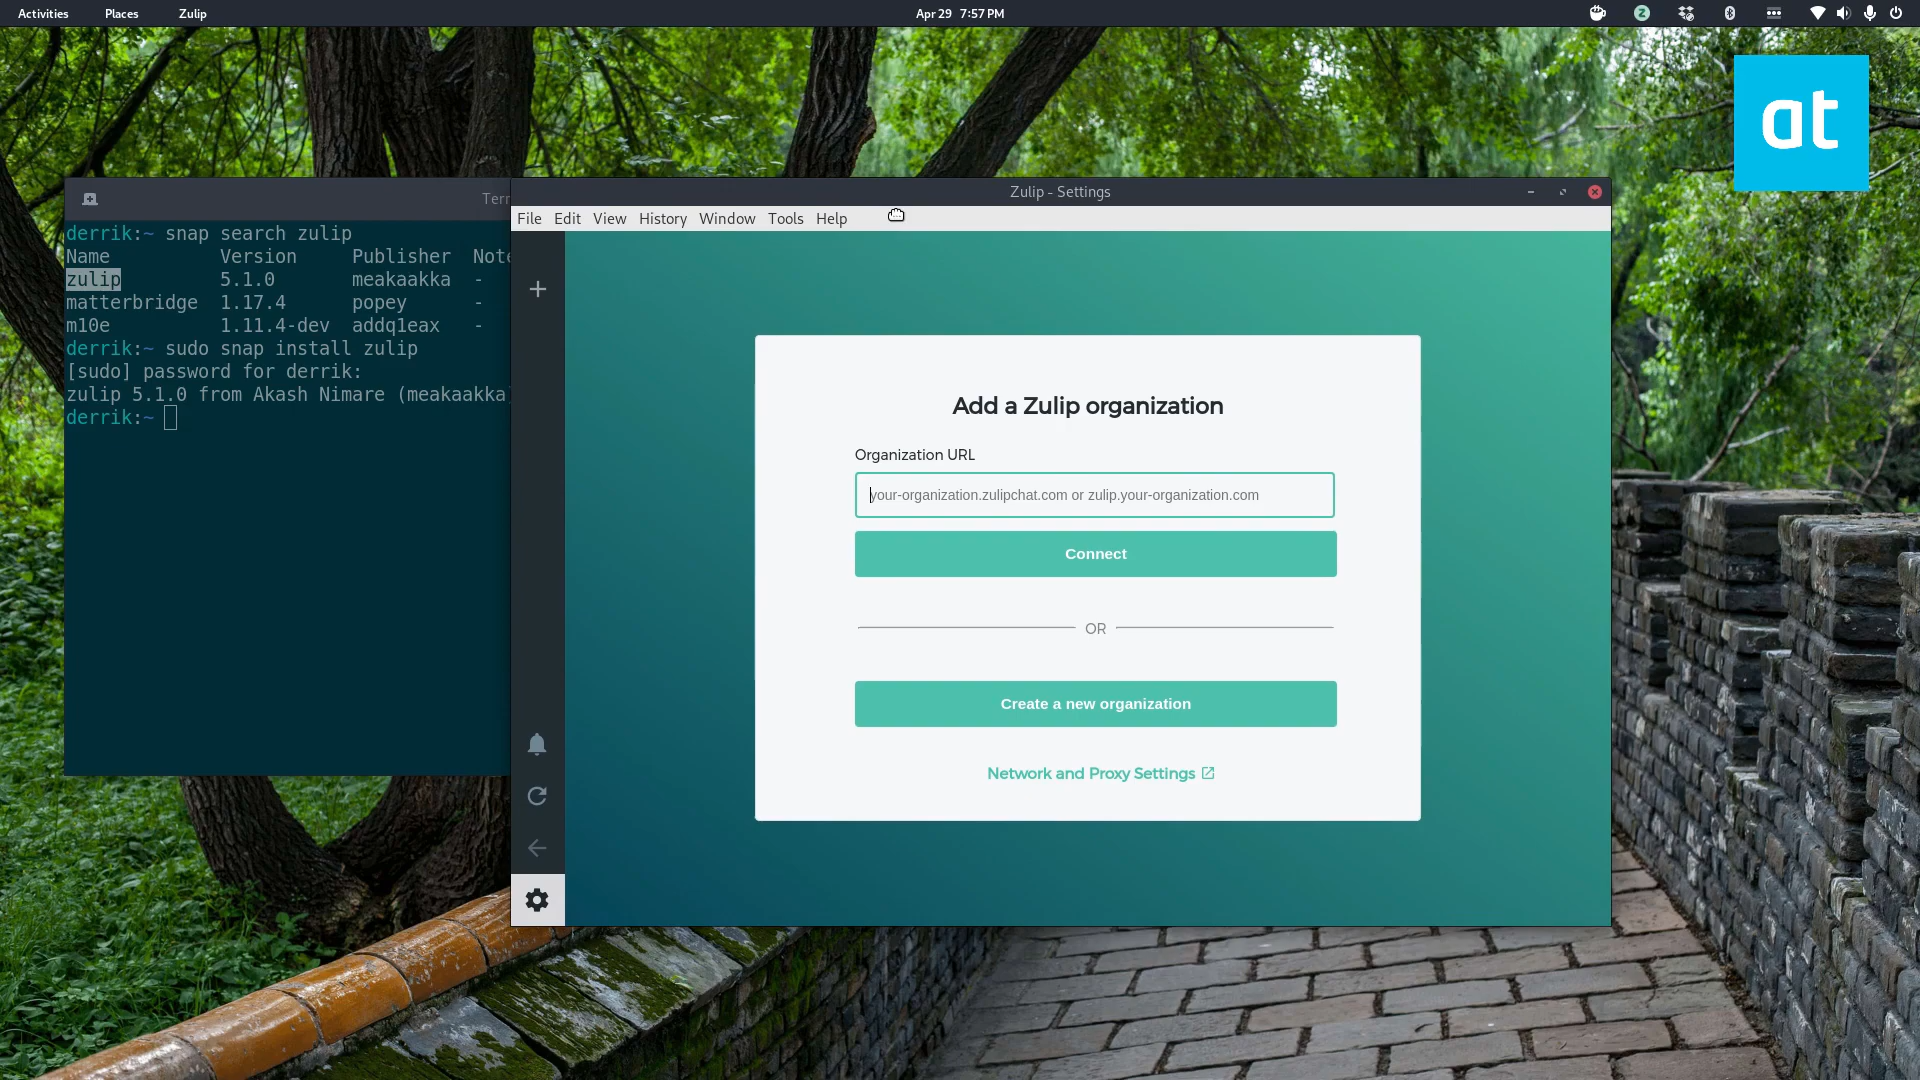 Activities Places Zulip Apr 29 7:57 PM
at
Zulip - Settings
File Edit View History Window Tools Help
derrik:~ snap search zulip
Name Version Publisher
zulip 5.1.0 meakaakka -
matterbridge 1.17.4 popey -
m10e 1.11.4-dev addq1eax -
derrik:~ sudo snap install zulip
[sudo] password for derrik:
zulip 5.1.0 from Akash Nimare (meakaakka)
derrik:~
Add a Zulip organization
Organization URL
your-organization.zulipchat.com or zulip.your-organization.com
Connect
OR
Create a new organization
Network and Proxy Settings